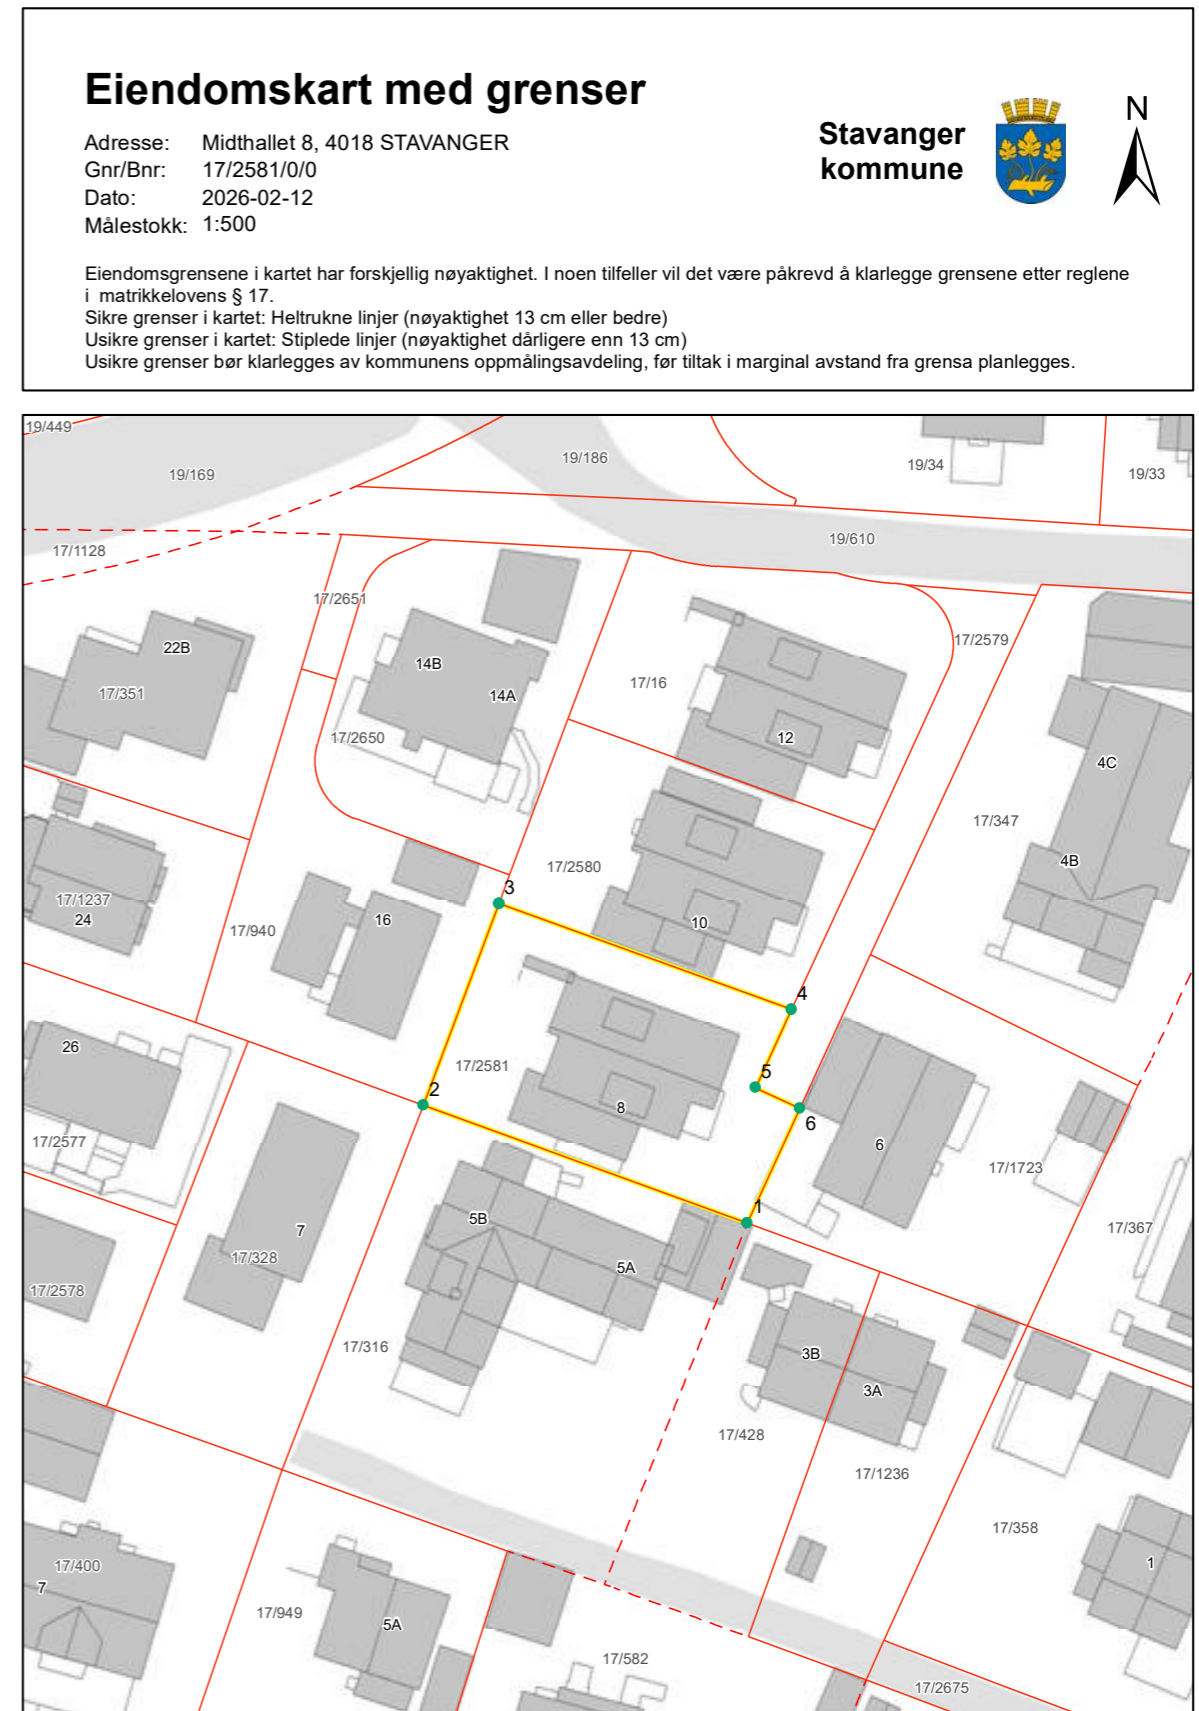 Eiendomskart med grenser
Adresse: Midthallet 8, 4018 STAVANGER
Gnr/Bnr: 17/2581/0/0
Dato: 2026-02-12
Målestokk: 1:500
Stavanger
kommune
N
Eiendomsgrensene i kartet har forskjellig nøyaktighet. I noen tilfeller vil det være påkrevd å klarlegge grensene etter reglene
i matrikkelovens § 17.
Sikre grenser i kartet: Heltrukne linjer (nøyaktighet 13 cm eller bedre)
Usikre grenser i kartet: Stiplede linjer (nøyaktighet dårligere enn 13 cm)
Usikre grenser bør klarlegges av kommunens oppmålingsavdeling, før tiltak i marginal avstand fra grensa planlegges.
19/449
19/169
19/186
19/34
19/33
19/610
17/1128
17/2651
17/2579
22B
14B
17/351
14A
17/16
17/2650
12
4C
17/347
4B
17/2580
3
17/1237
24
16
10
17/940
4
26
17/2581
5
2
8
6
17/2577
6
17/1723
1
5B
17/367
7
17/328
5A
17/2578
17/316
3B
3A
17/428
17/1236
17/358
17/400
7
1
17/949
5A
17/582
17/2675